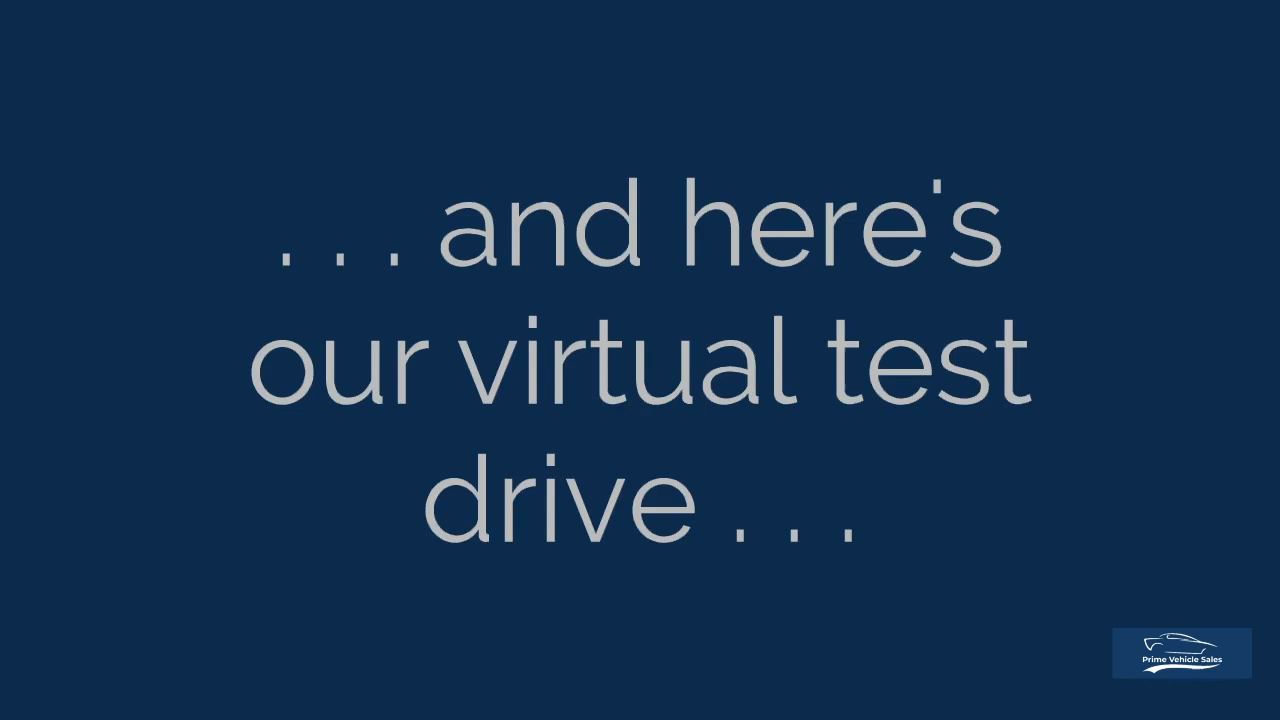 . . . and here's
our virtual test
drive . . .
Prime Vehicle Sales